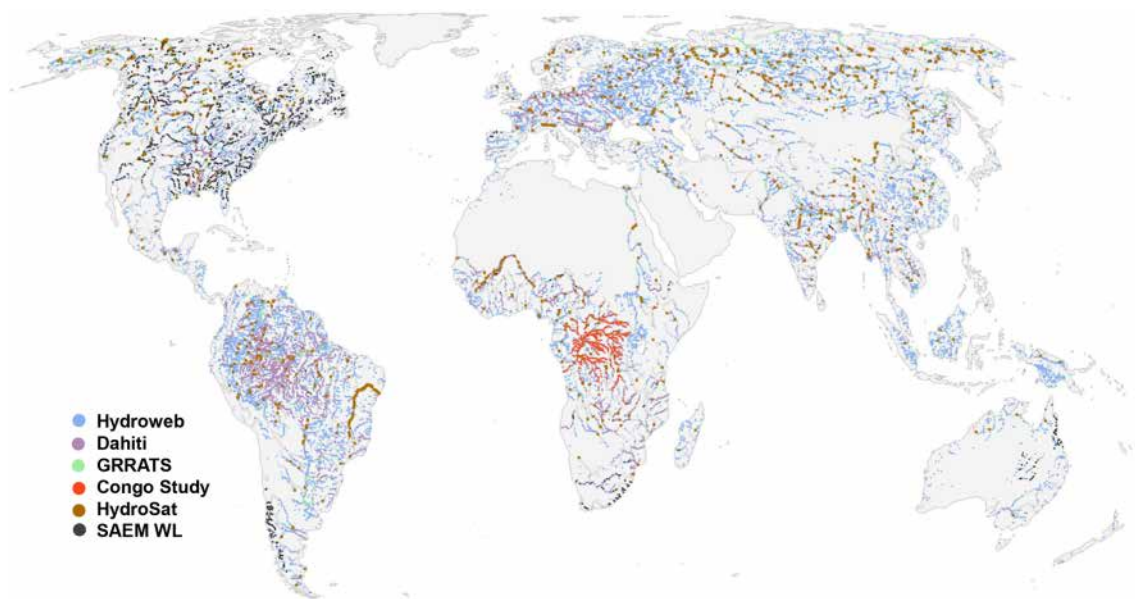 Hydroweb
Dahiti
GRRATS
Congo Study
HydroSat
SAEM WL